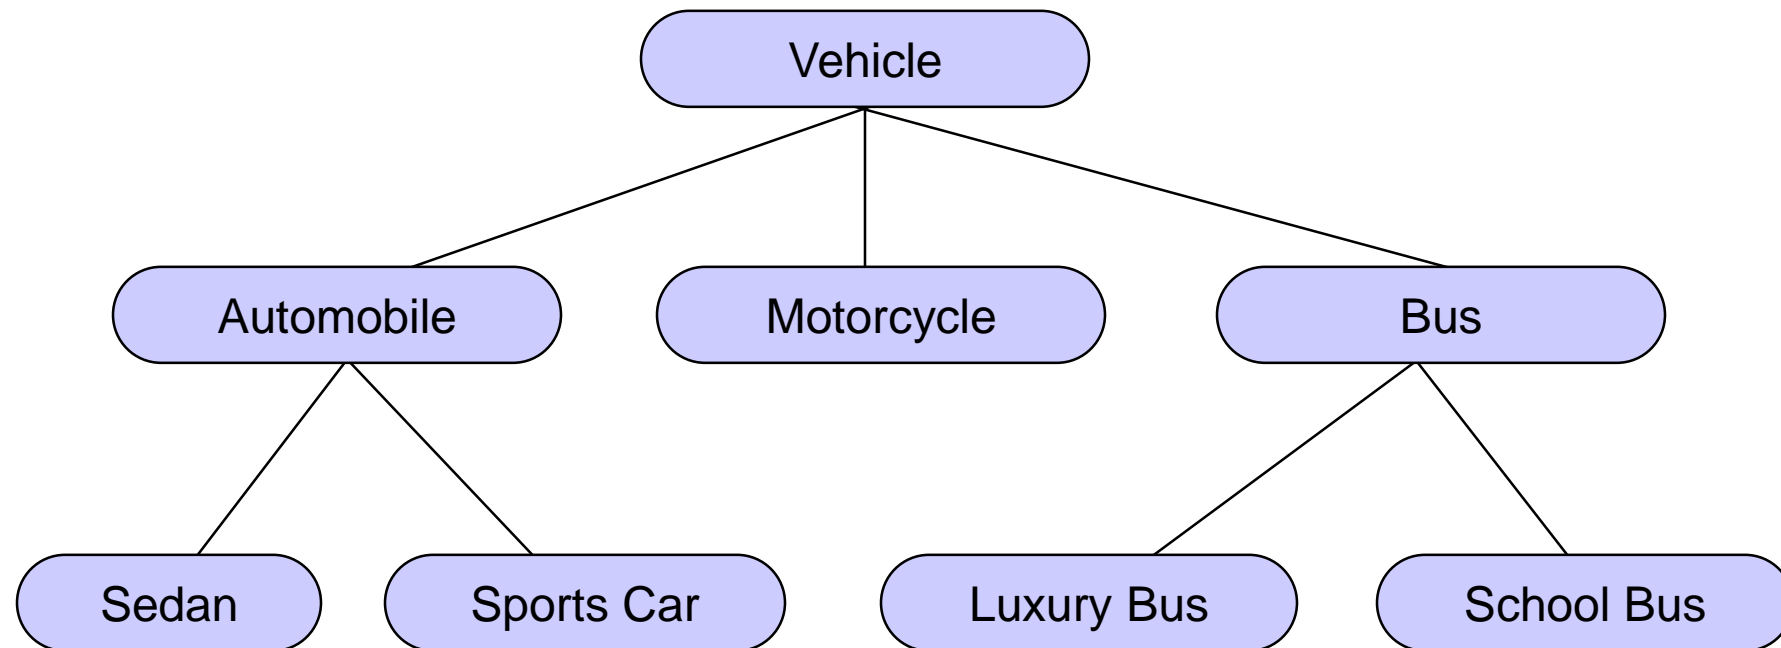 Vehicle
Automobile
Motorcycle
Bus
Sedan
Sports Car
Luxury Bus
School Bus